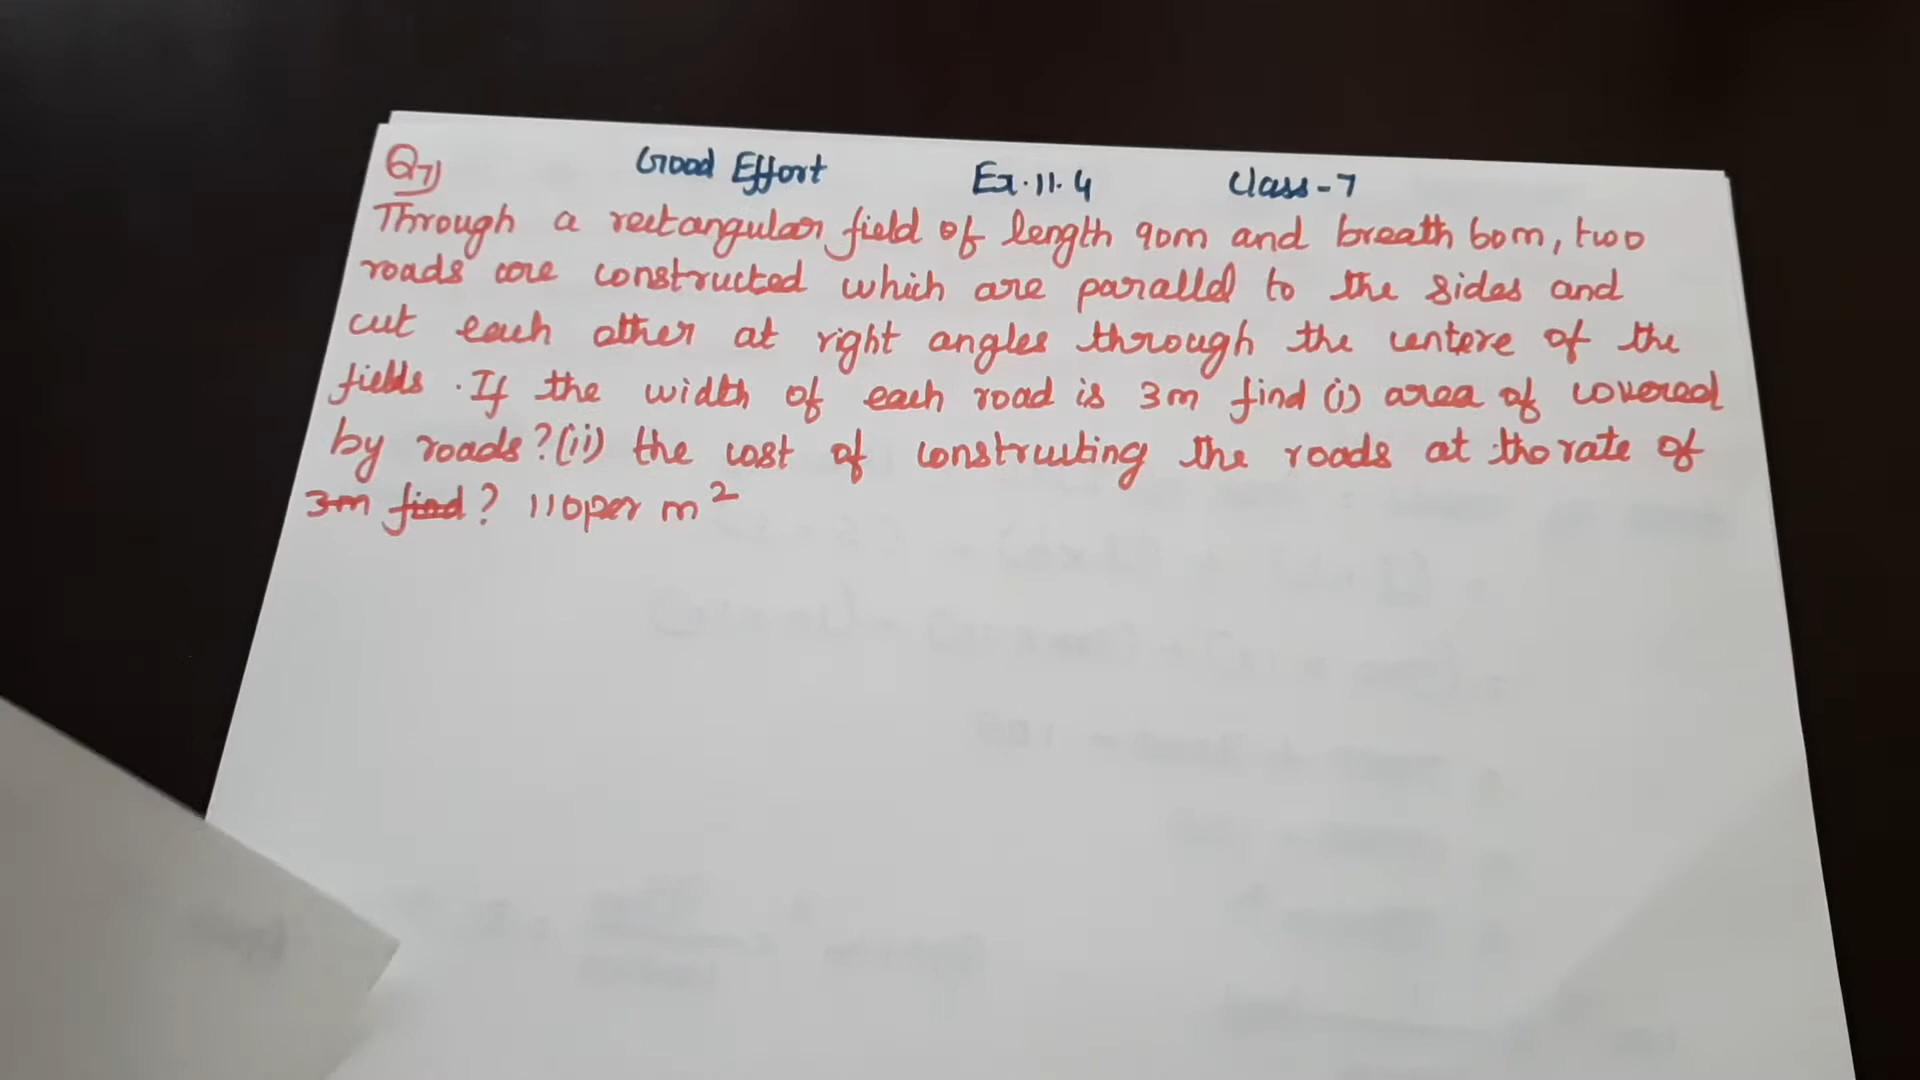 Q7)
Good Effort Ex.11.4 Class-7
Through a rectangular field of length 90m and breath 60m, two
roads are constructed which are parallel to the sides and
cut each other at right angles through the centere of the
fields. If the width of each road is 3m find (i) area of covered
by roads? (ii) the cost of constructing the roads at the rate of
3m find? 110per m²